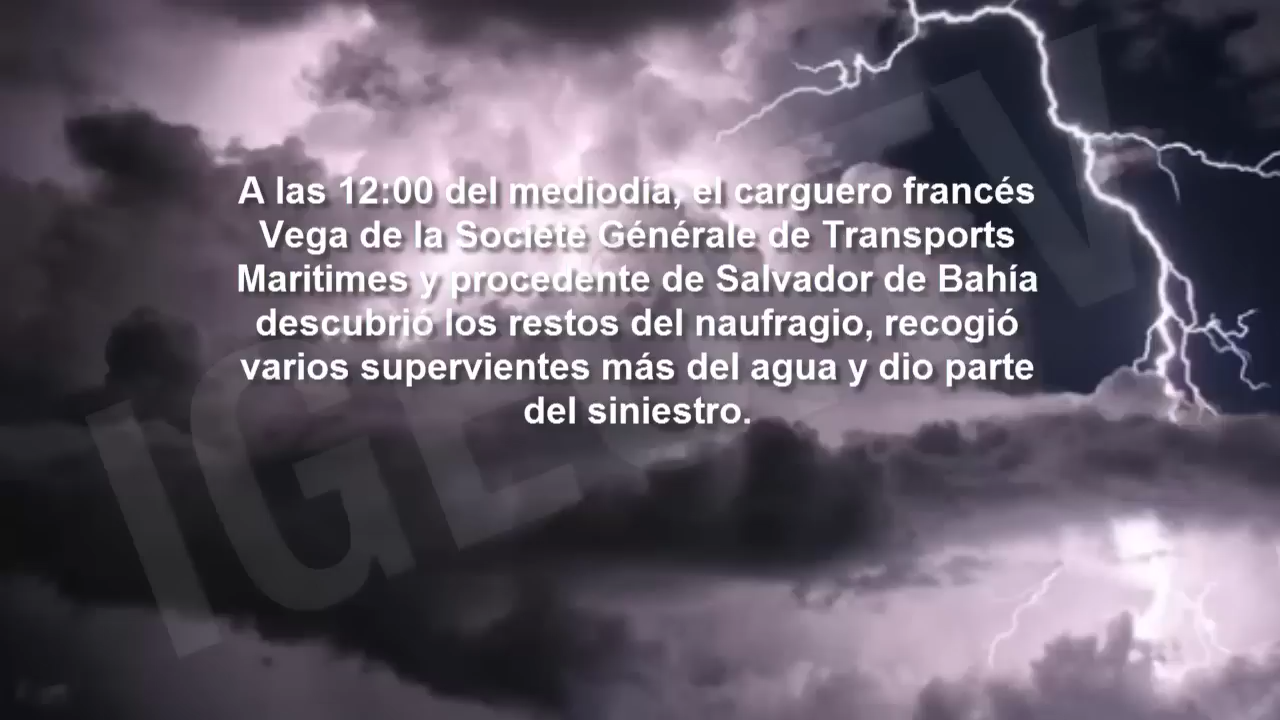 A las 12:00 del mediodía, el carguero francés
Vega de la Société Générale de Transports
Maritimes y procedente de Salvador de Bahía
descubrió los restos del naufragio, recogió
varios supervientes más del agua y dio parte
del siniestro.